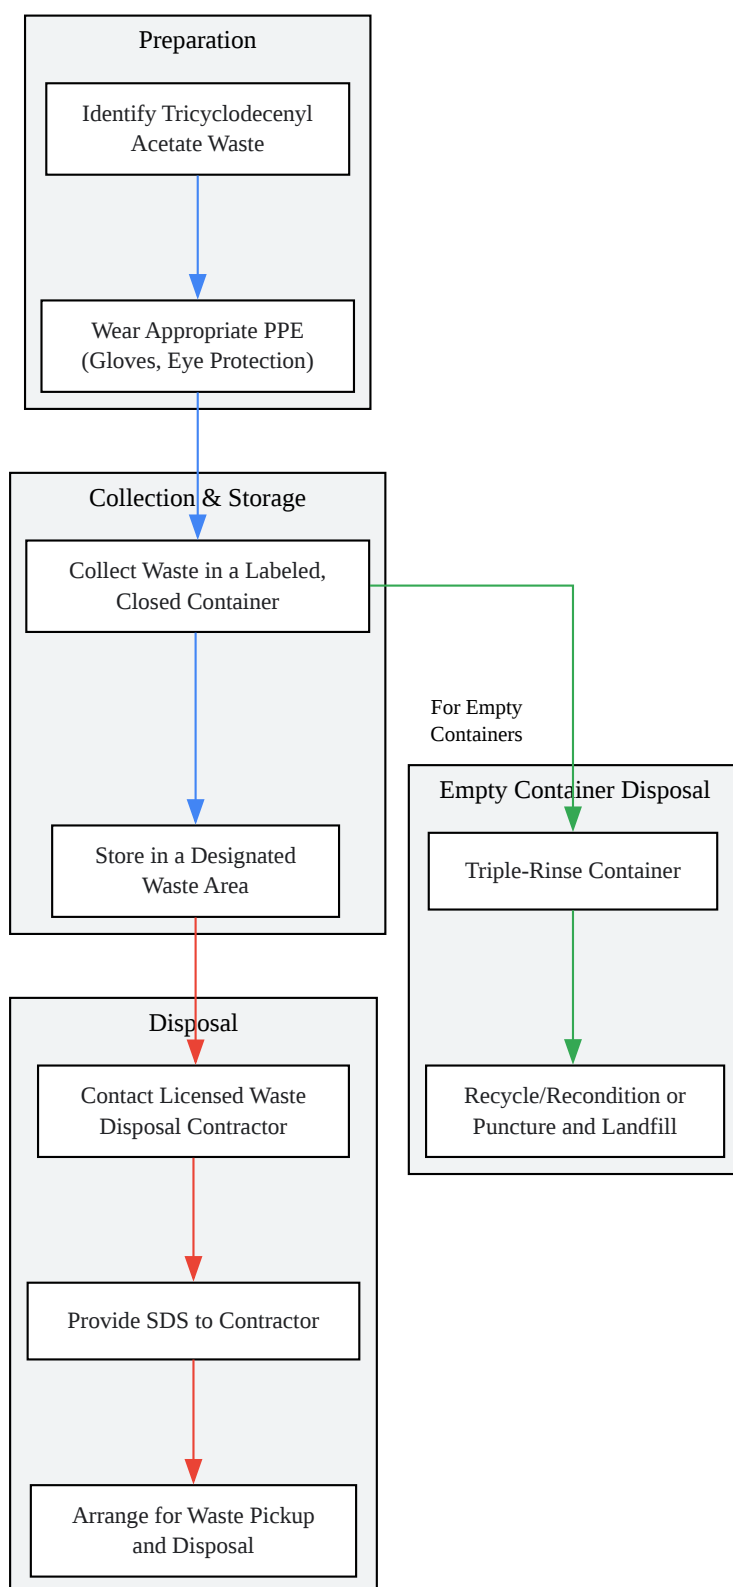 Preparation
Identify Tricyclodecenyl
Acetate Waste
Wear Appropriate PPE
(Gloves, Eye Protection)
Collection & Storage
Collect Waste in a Labeled,
Closed Container
For Empty
Containers
Store in a Designated
Waste Area
Empty Container Disposal
Triple-Rinse Container
Recycle/Recondition or
Puncture and Landfill
Disposal
Contact Licensed Waste
Disposal Contractor
Provide SDS to Contractor
Arrange for Waste Pickup
and Disposal